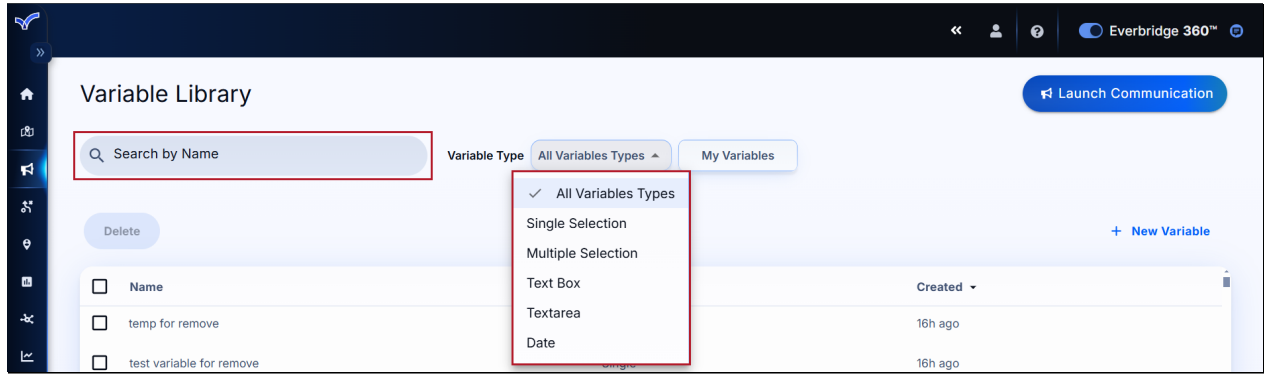 Everbridge 360™
Variable Library
Launch Communication
Search by Name
Variable Type
All Variables Types
My Variables
All Variables Types
Single Selection
Multiple Selection
Text Box
Textarea
Date
Delete
+ New Variable
Name
Created
temp for remove
16h ago
test variable for remove
Single
16h ago